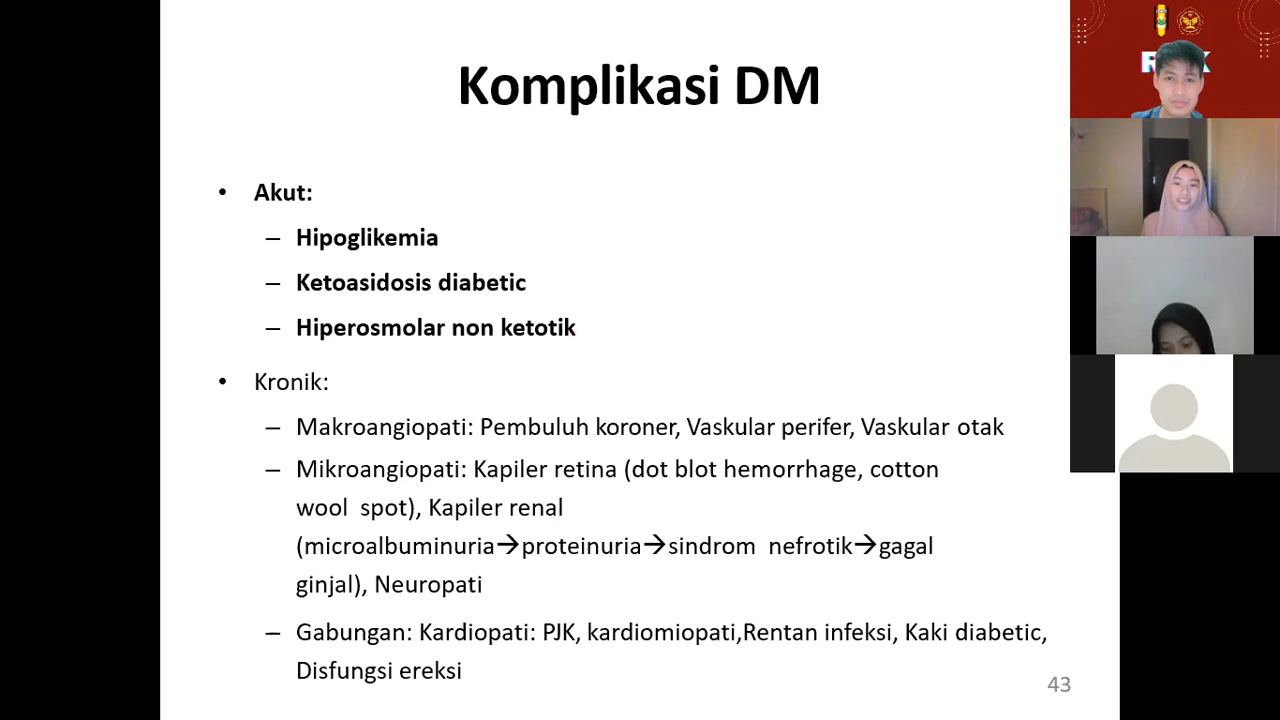 Komplikasi DM
• Akut:
– Hipoglikemia
– Ketoasidosis diabetic
– Hiperosmolar non ketotik
• Kronik:
– Makroangiopati: Pembuluh koroner, Vaskular perifer, Vaskular otak
– Mikroangiopati: Kapiler retina (dot blot hemorrhage, cotton
wool spot), Kapiler renal
(microalbuminuria→proteinuria→sindrom nefrotik→gagal
ginjal), Neuropati
– Gabungan: Kardiopati: PJK, kardiomiopati,Rentan infeksi, Kaki diabetic,
Disfungsi ereksi
43